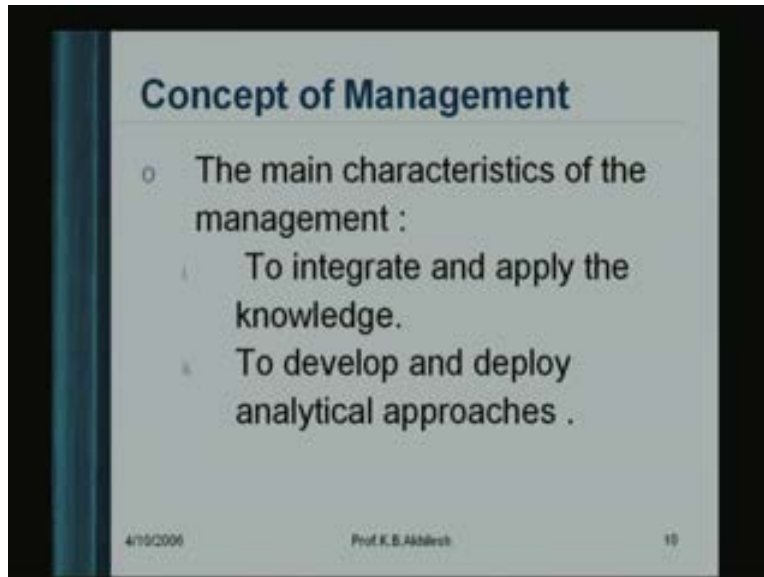 Concept of Management
o The main characteristics of the
management :
To integrate and apply the
knowledge.
To develop and deploy
analytical approaches .
4/10/2006 Prof.K.B.Akhilesh 10